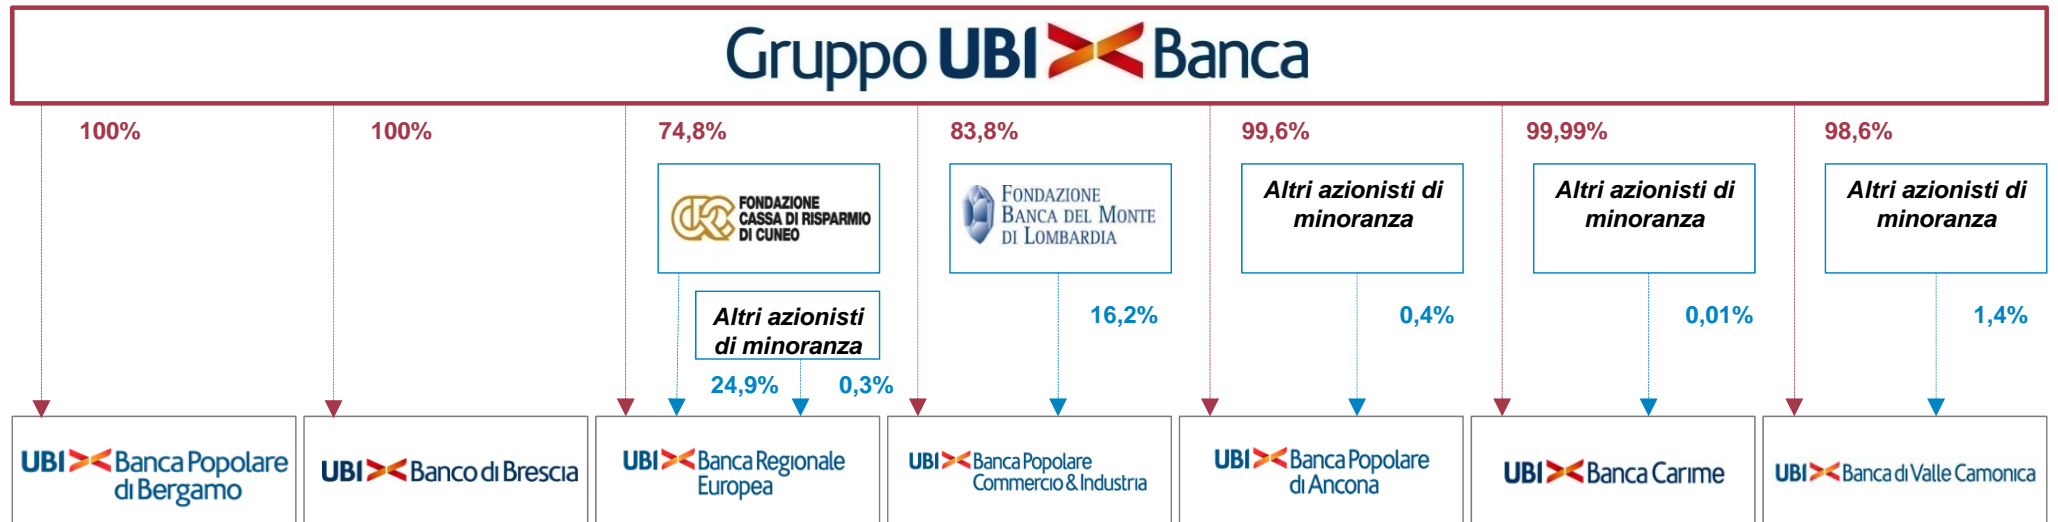 Gruppo UBI Banca
100%
100%
74,8%
83,8%
99,6%
99,99%
98,6%
FONDAZIONE
CASSA DI RISPARMIO
DI CUNEO
FONDAZIONE
BANCA DEL MONTE
DI LOMBARDIA
Altri azionisti di
minoranza
Altri azionisti di
minoranza
Altri azionisti di
minoranza
Altri azionisti
di minoranza
24,9%
0,3%
16,2%
0,4%
0,01%
1,4%
UBI Banca Popolare
di Bergamo
UBI Banco di Brescia
UBI Banca Regionale
Europea
UBI Banca Popolare
Commercio & Industria
UBI Banca Popolare
di Ancona
UBI Banca Carime
UBI Banca di Valle Camonica